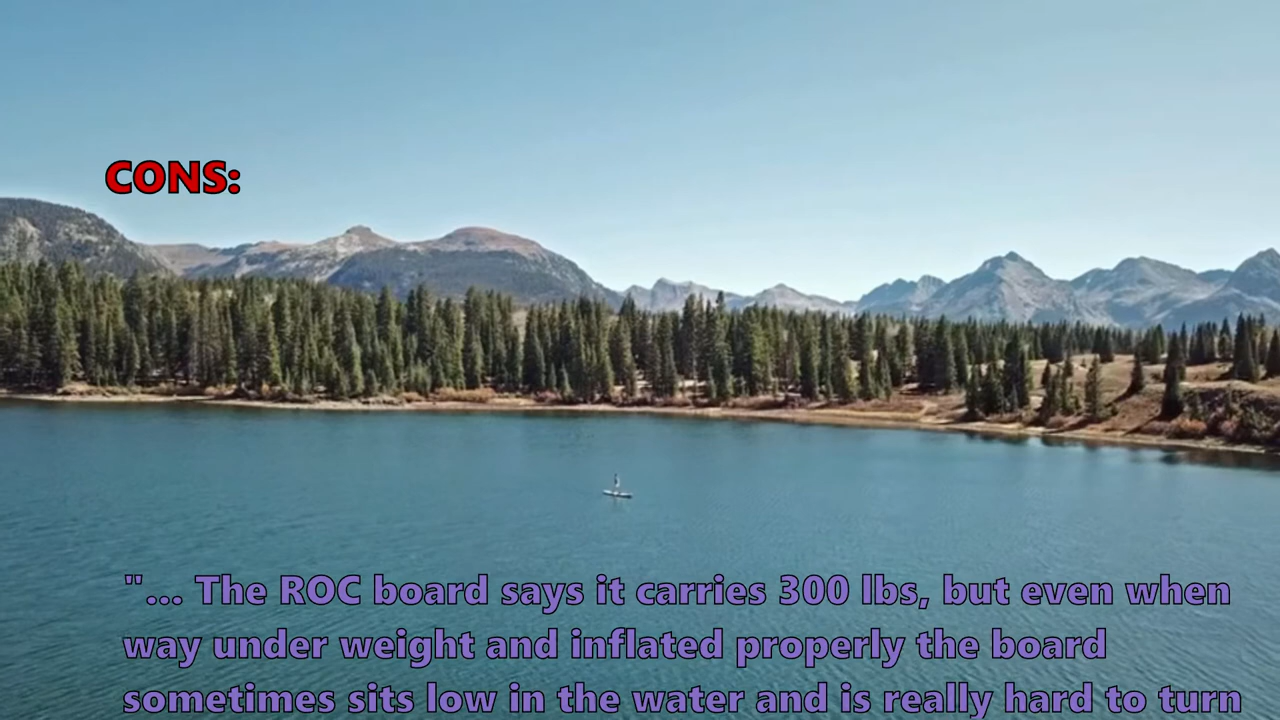 CONS:
"... The ROC board says it carries 300 lbs, but even when
way under weight and inflated properly the board
sometimes sits low in the water and is really hard to turn